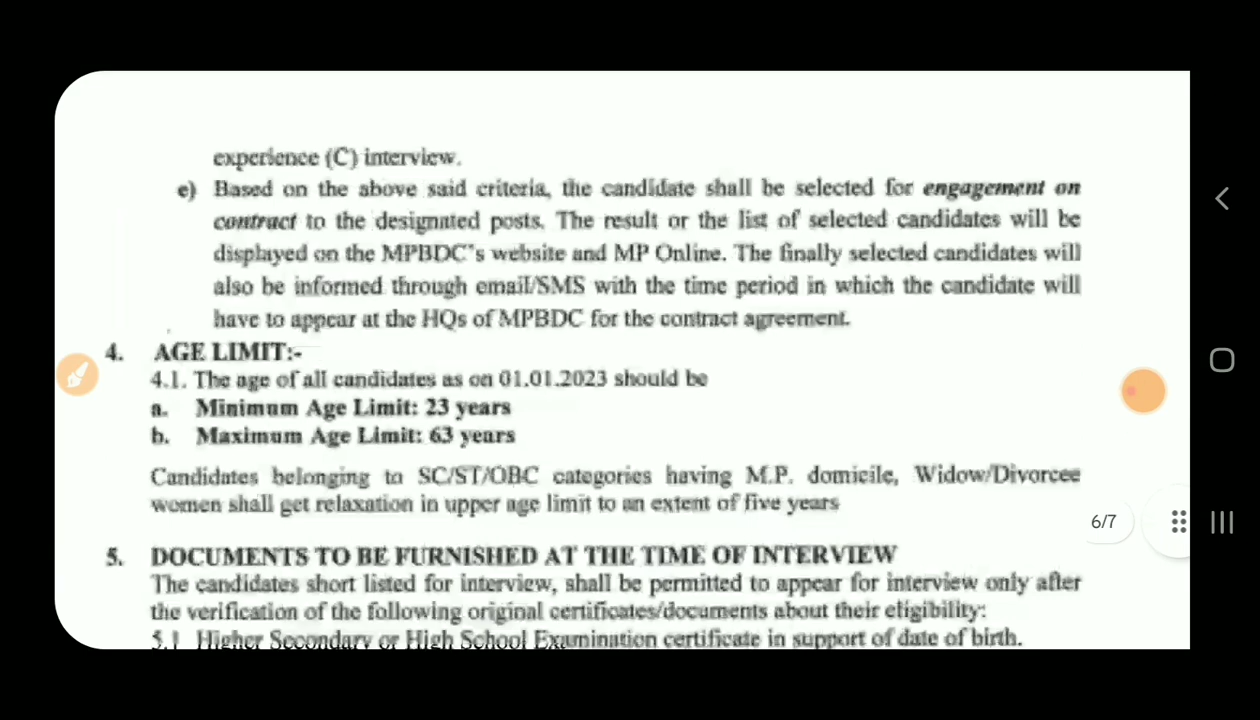 experience (C) interview.
e) Based on the above said criteria, the candidate shall be selected for engagement on
contract to the designated posts. The result or the list of selected candidates will be
displayed on the MPBDC's website and MP Online. The finally selected candidates will
also be informed through email/SMS with the time period in which the candidate will
have to appear at the HQs of MPBDC for the contract agreement.
4. AGE LIMIT:-
4.1. The age of all candidates as on 01.01.2023 should be
a. Minimum Age Limit: 23 years
b. Maximum Age Limit: 63 years
Candidates belonging to SC/ST/OBC categories having M.P. domicile, Widow/Divorcee
women shall get relaxation in upper age limit to an extent of five years
6/7
5. DOCUMENTS TO BE FURNISHED AT THE TIME OF INTERVIEW
The candidates short listed for interview, shall be permitted to appear for interview only after
the verification of the following original certificates/documents about their eligibility:
5.1 Higher Secondary or High School Examination certificate in support of date of birth.